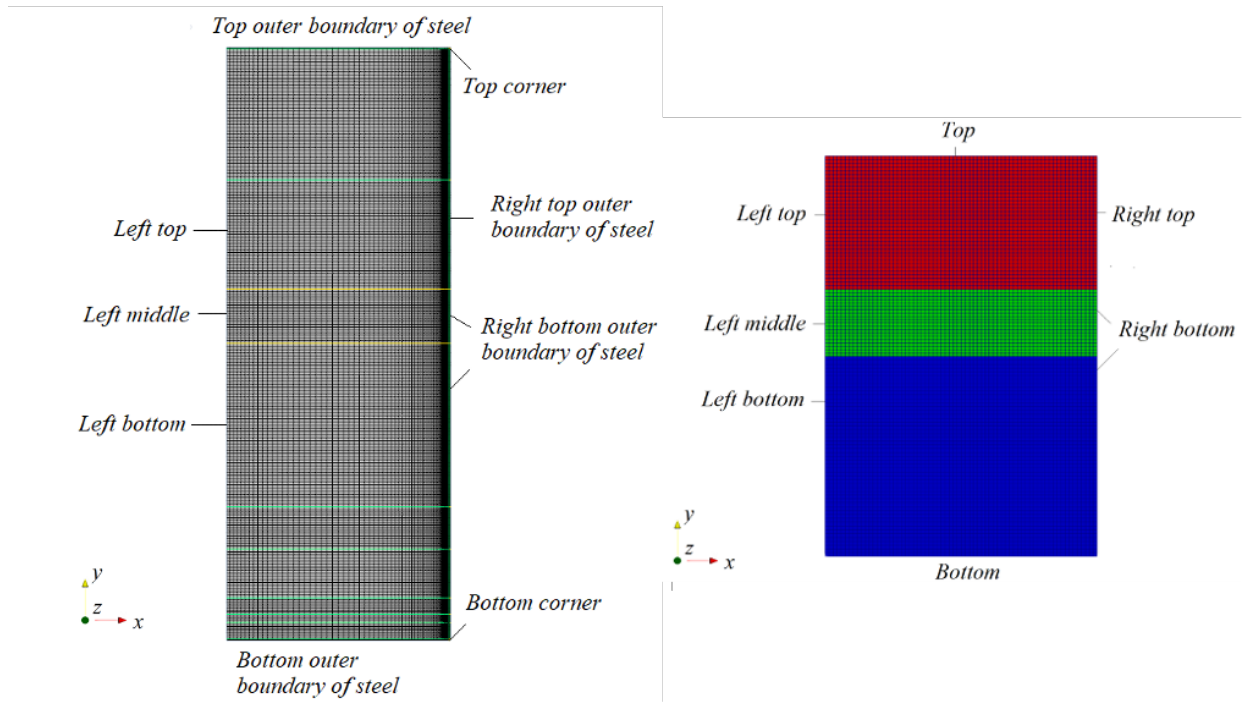 Top outer boundary of steel
Top corner
Right top outer
boundary of steel
Left top
Left middle
Right bottom outer
boundary of steel
Left bottom
y
z
x
Bottom corner
Bottom outer
boundary of steel
Top
Left top
Right top
Left middle
Right bottom
Left bottom
y
z
x
Bottom